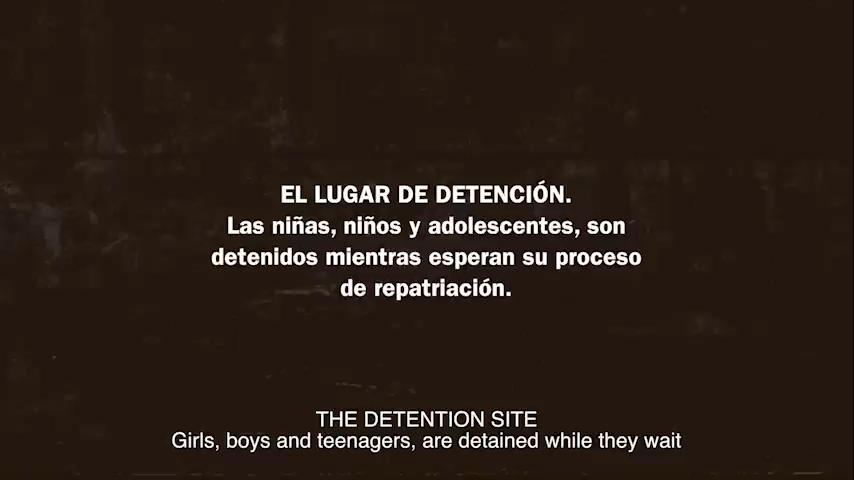 EL LUGAR DE DETENCIÓN.
Las niñas, niños y adolescentes, son
detenidos mientras esperan su proceso
de repatriación.
THE DETENTION SITE
Girls, boys and teenagers, are detained while they wait